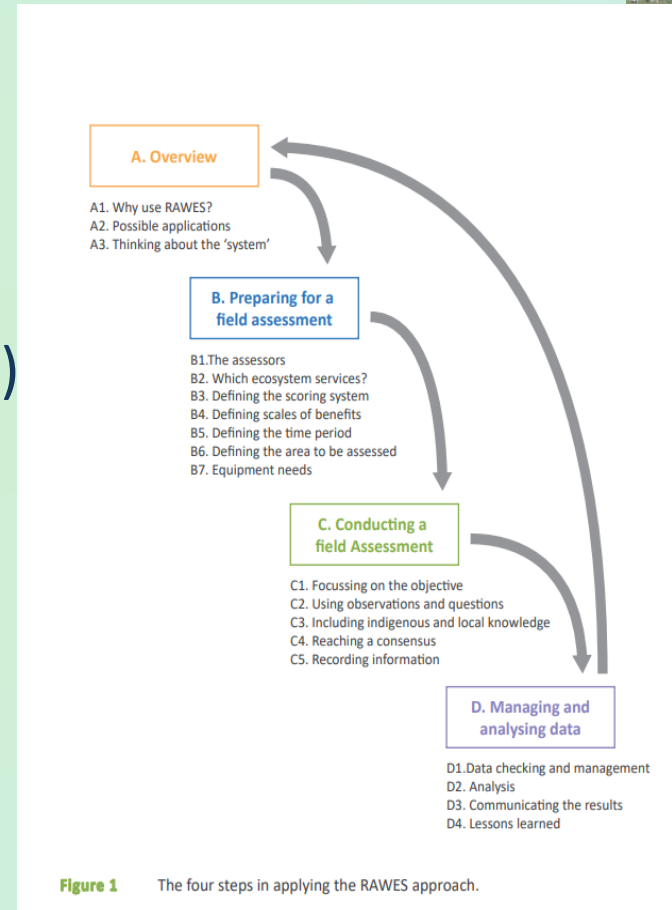 A. Overview
A1. Why use RAWES?
A2. Possible applications
A3. Thinking about the ‘system’
B. Preparing for a
field assessment
)
B1.The assessors
B2. Which ecosystem services?
B3. Defining the scoring system
B4. Defining scales of benefits
B5. Defining the time period
B6. Defining the area to be assessed
B7. Equipment needs
C. Conducting a
field Assessment
C1. Focussing on the objective
C2. Using observations and questions
C3. Including indigenous and local knowledge
C4. Reaching a consensus
C5. Recording information
D. Managing and
analysing data
D1.Data checking and management
D2. Analysis
D3. Communicating the results
D4. Lessons learned
Figure 1 The four steps in applying the RAWES approach.